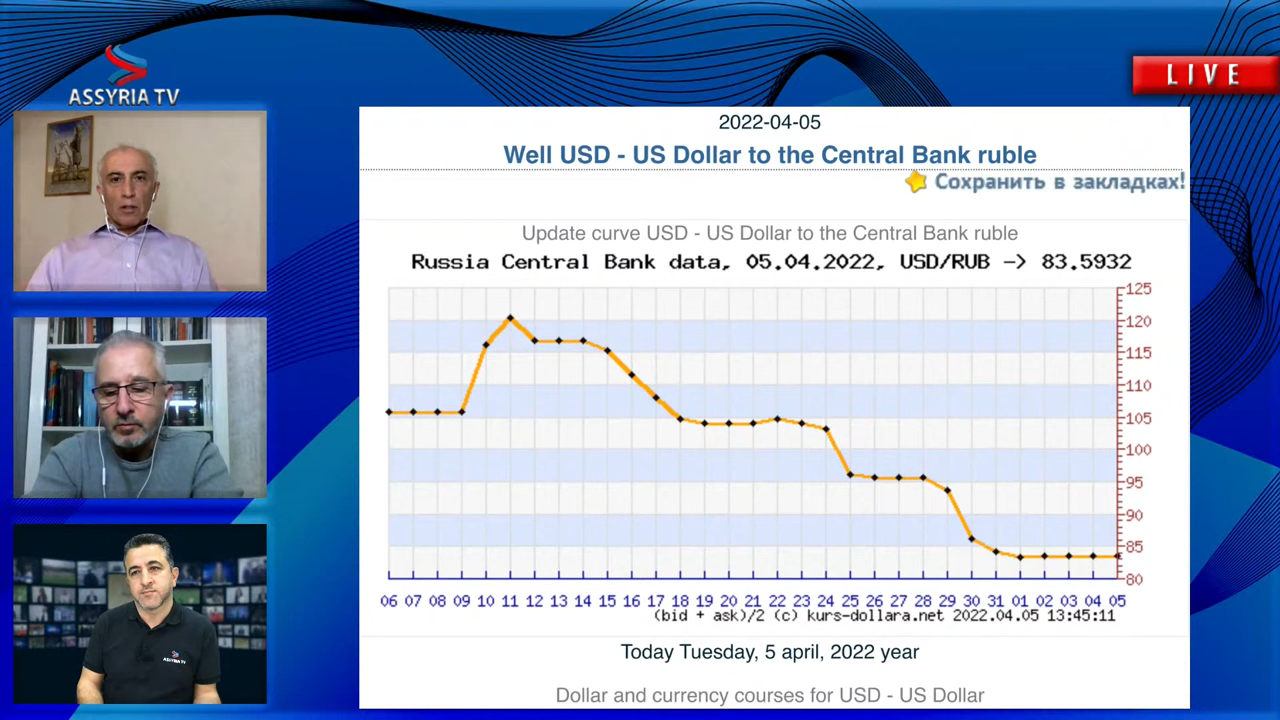 ASSYRIA TV
LIVE
2022-04-05
Well USD - US Dollar to the Central Bank ruble
Сохранить в закладках!
Update curve USD - US Dollar to the Central Bank ruble
Russia Central Bank data, 05.04.2022, USD/RUB -> 83.5932
125
120
115
110
105
100
95
90
85
80
06 07 08 09 10 11 12 13 14 15 16 17 18 19 20 21 22 23 24 25 26 27 28 29 30 31 01 02 03 04 05
(bid + ask)/2 (c) kurs-dollara.net 2022.04.05 13:45:11
Today Tuesday, 5 april, 2022 year
Dollar and currency courses for USD - US Dollar
ASSYRIA TV